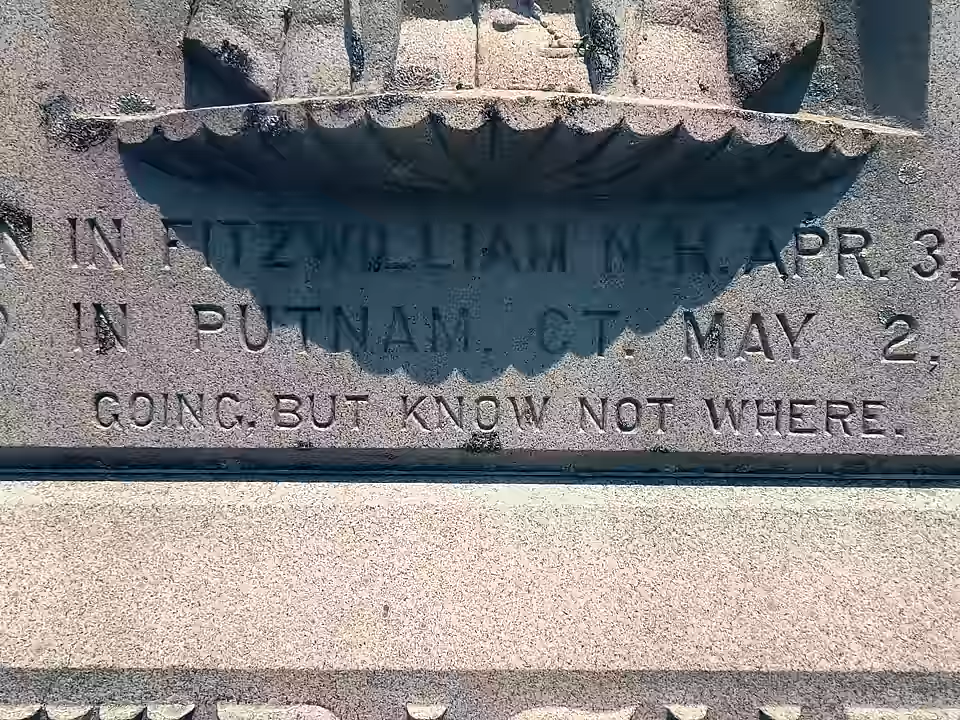 N IN FITZWILLIAM N.H. APR. 3,
D IN PUTNAM, CT. MAY 2,
GOING, BUT KNOW NOT WHERE.